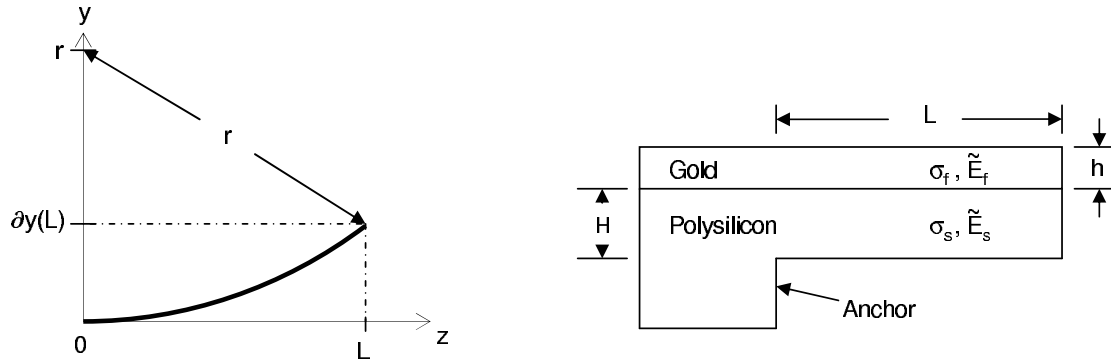 y
r
r
∂y(L)
0
L
z
L
Gold
σf , Ẽf
h
H
Polysilicon
σs, Ẽs
Anchor